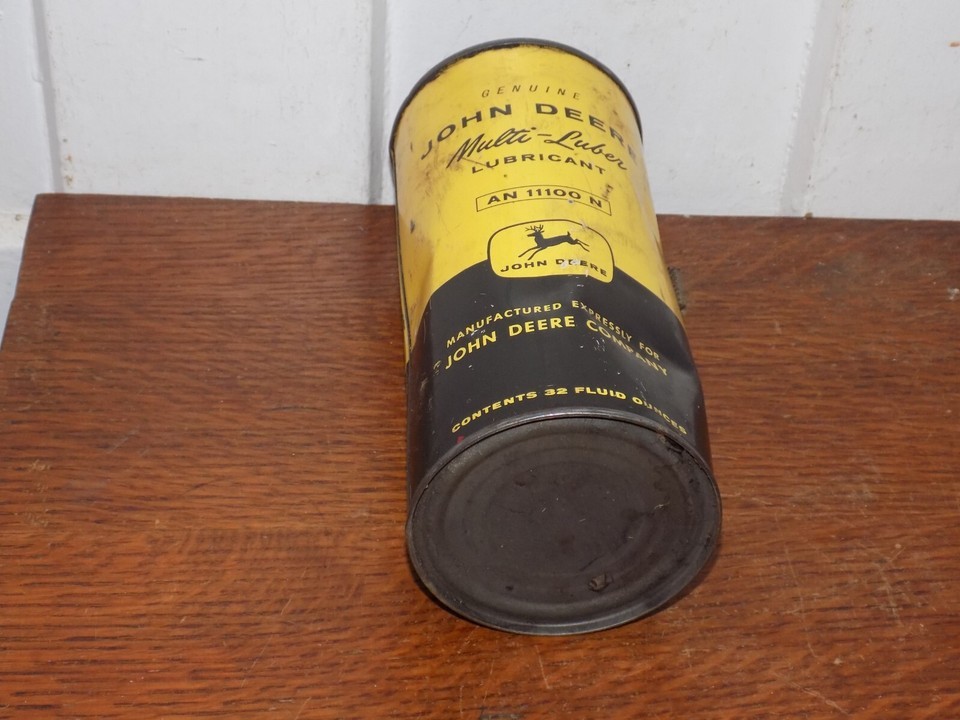 GENUINE
JOHN DEERE
Multi-Luber
LUBRICANT
AN 11100 N
JOHN DEERE
MANUFACTURED EXPRESSLY FOR
JOHN DEERE COMPANY
CONTENTS 32 FLUID OUNCES